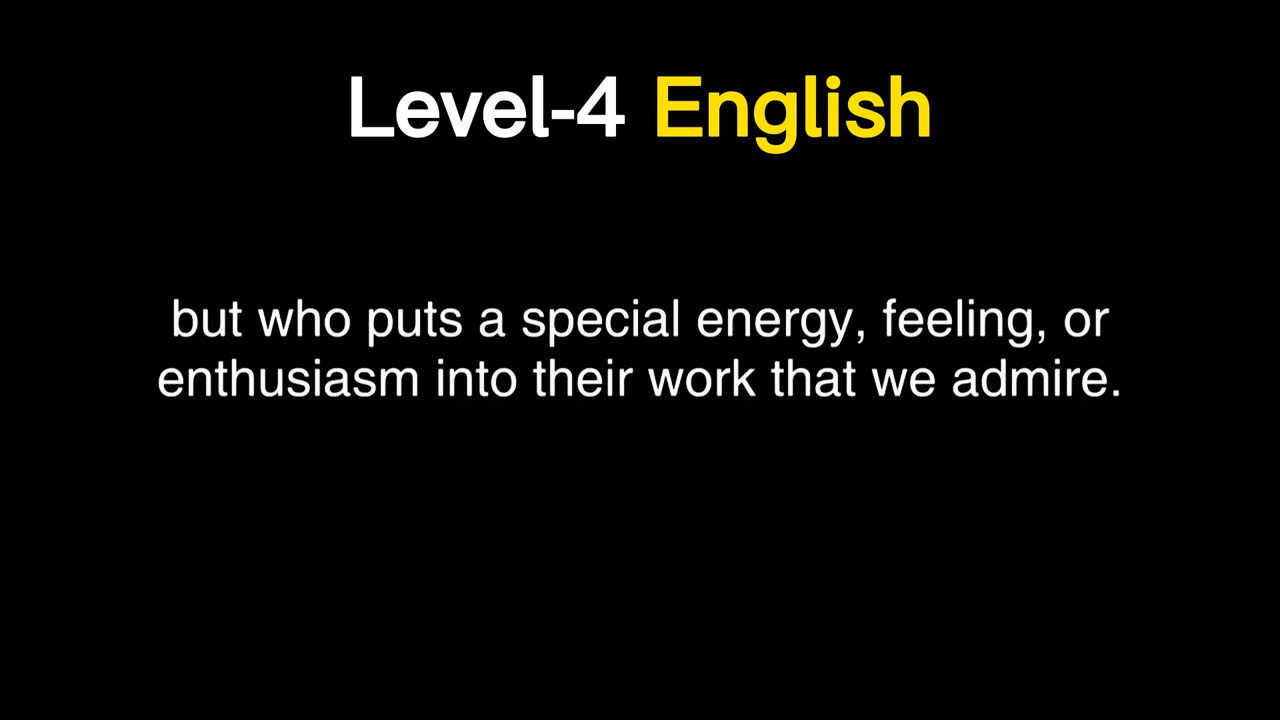 Level-4 English
but who puts a special energy, feeling, or
enthusiasm into their work that we admire.